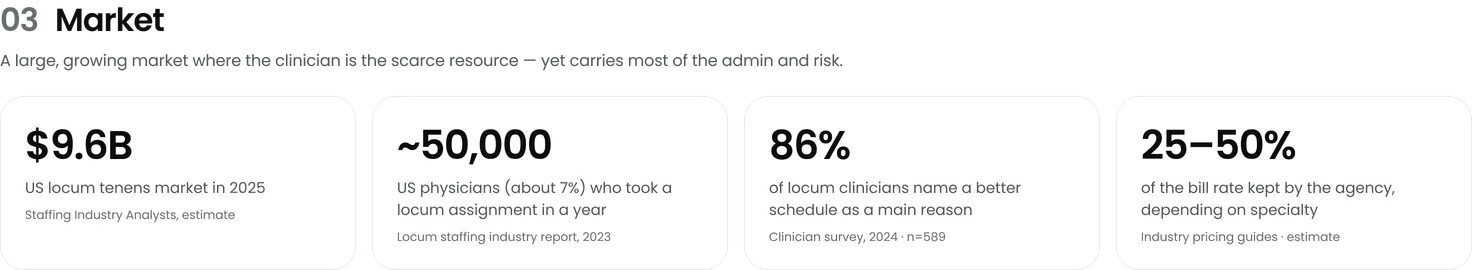 03 Market
A large, growing market where the clinician is the scarce resource — yet carries most of the admin and risk.
$9.6B
US locum tenens market in 2025
Staffing Industry Analysts, estimate
~50,000
US physicians (about 7%) who took a
locum assignment in a year
Locum staffing industry report, 2023
86%
of locum clinicians name a better
schedule as a main reason
Clinician survey, 2024 · n=589
25–50%
of the bill rate kept by the agency,
depending on specialty
Industry pricing guides · estimate